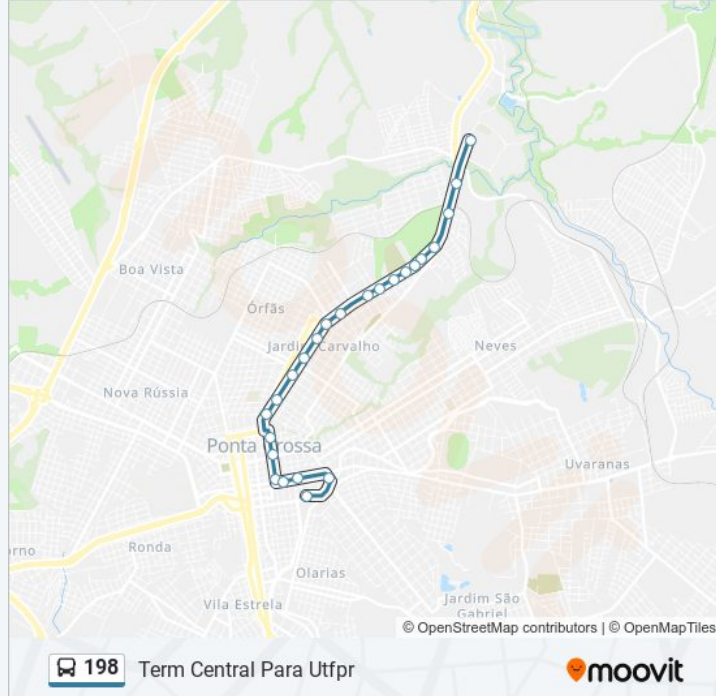 Boa Vista
Órfãs
Jardim Carvalho
Neves
Nova Rússia
Ponta Grossa
Uvaranas
orno
Ronda
Olarias
Vila Estrela
Jardim São
Gabriel
© OpenStreetMap contributors | © OpenMapTiles
198 Term Central Para Utfpr
moovit